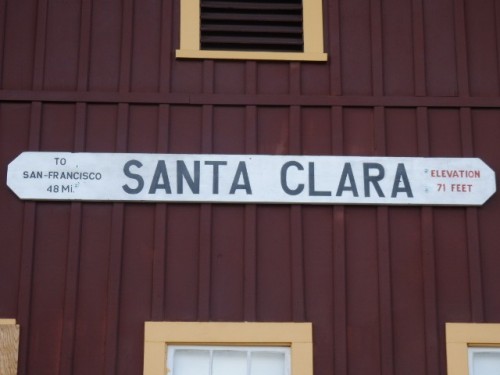 TO
SAN-FRANCISCO
48 MI.
SANTA CLARA
ELEVATION
71 FEET